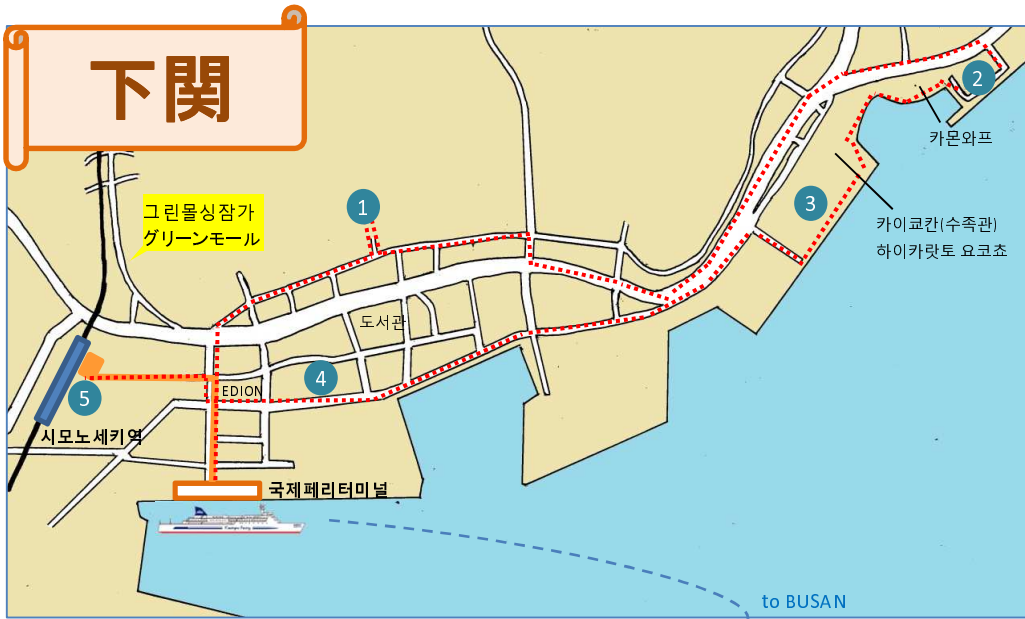 下関
2
카몬와프
그린몰싱잠가
グリーンモール
1
3
카이쿄칸(수족관)
하이카랏토 요코쵸
도서관
4
EDION
5
시모노세키역
국제페리터미널
to BUSAN